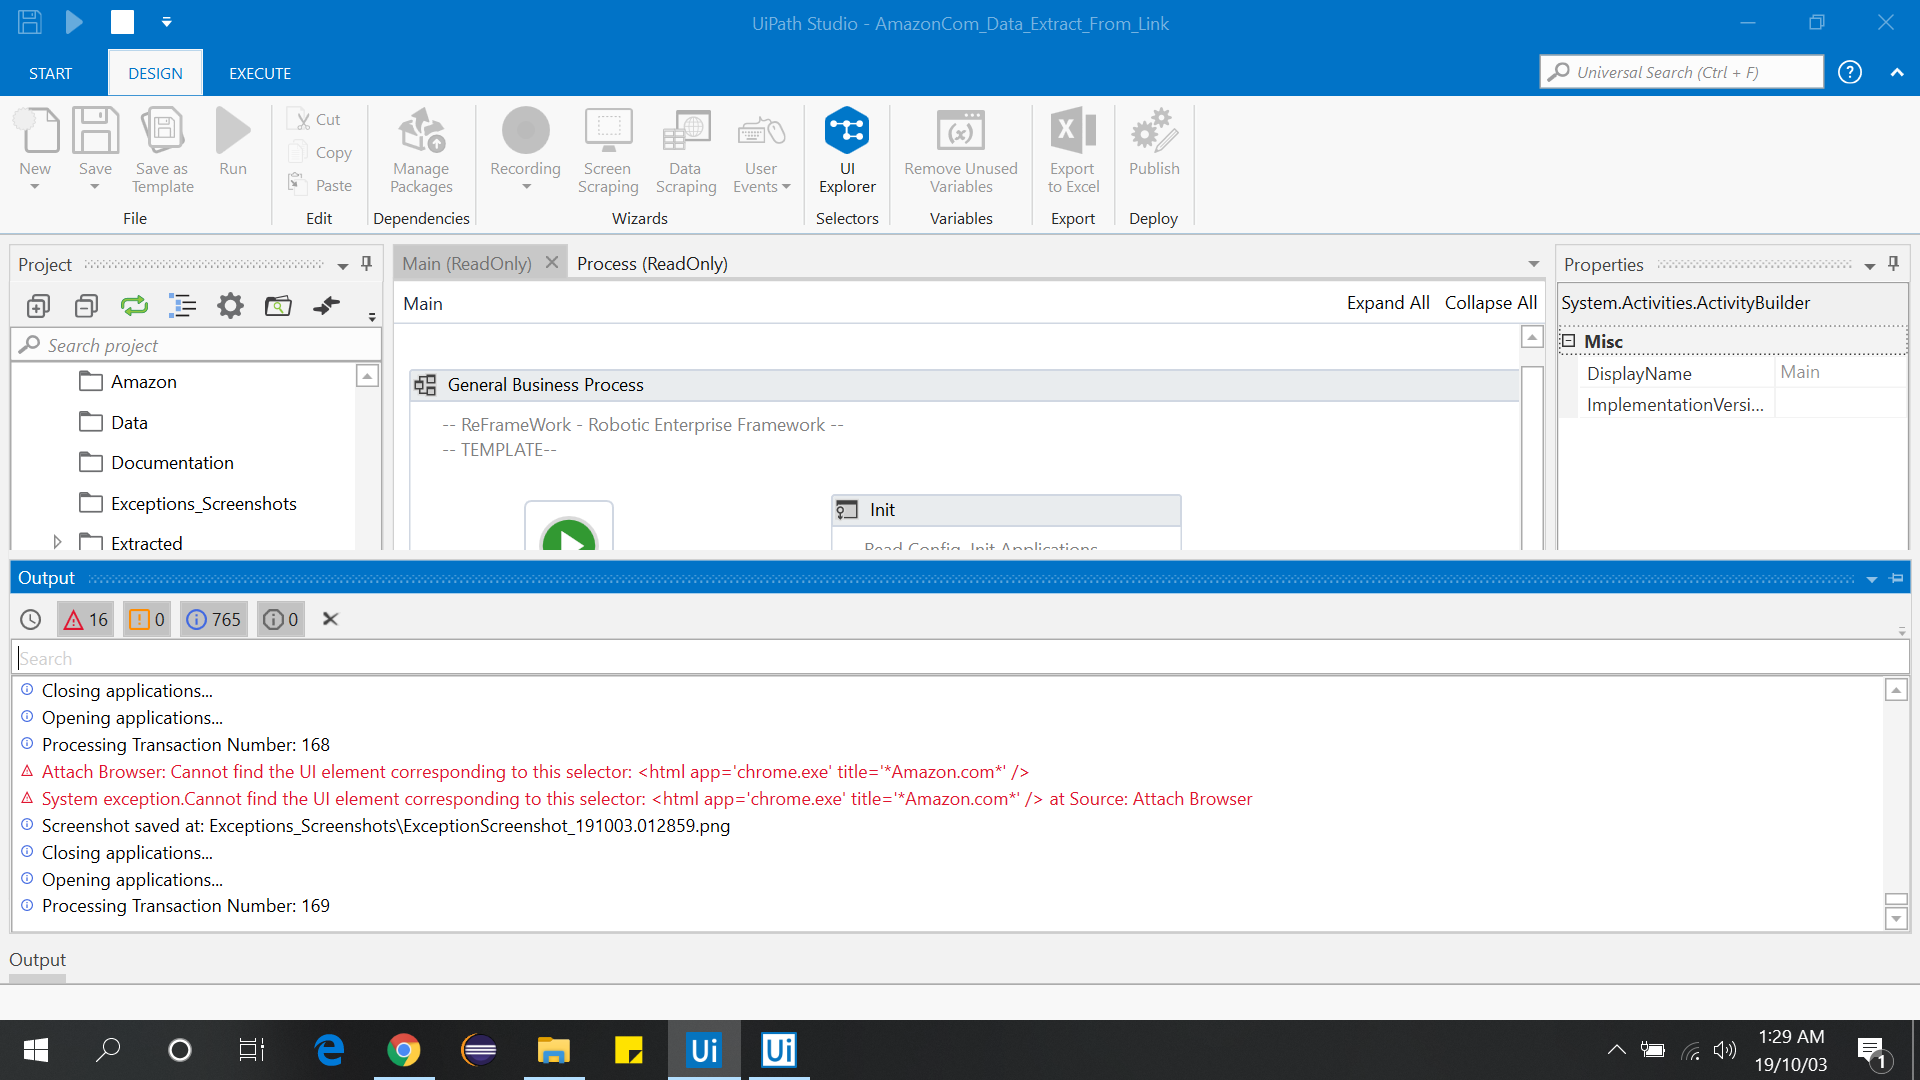 UiPath Studio - AmazonCom_Data_Extract_From_Link
START
DESIGN
EXECUTE
Universal Search (Ctrl + F)
New
Save
Save as
Template
Run
File
Cut
Copy
Paste
Edit
Manage
Packages
Dependencies
Recording
Screen
Scraping
Data
Scraping
User
Events
Wizards
UI
Explorer
Selectors
Remove Unused
Variables
Variables
Export
to Excel
Export
Publish
Deploy
Project
Search project
Amazon
Data
Documentation
Exceptions_Screenshots
Extracted
Main (ReadOnly)
Process (ReadOnly)
Main
Expand All
Collapse All
General Business Process
-- ReFrameWork - Robotic Enterprise Framework --
-- TEMPLATE--
Init
Read Config, Init Applications
Properties
System.Activities.ActivityBuilder
Misc
DisplayName
Main
ImplementationVersi...
Output
16
0
765
0
Search
Closing applications...
Opening applications...
Processing Transaction Number: 168
Attach Browser: Cannot find the UI element corresponding to this selector: <html app='chrome.exe' title='*Amazon.com*' />
System exception.Cannot find the UI element corresponding to this selector: <html app='chrome.exe' title='*Amazon.com*' /> at Source: Attach Browser
Screenshot saved at: Exceptions_Screenshots\ExceptionScreenshot_191003.012859.png
Closing applications...
Opening applications...
Processing Transaction Number: 169
Output
Ui
Ui
1:29 AM
19/10/03
1